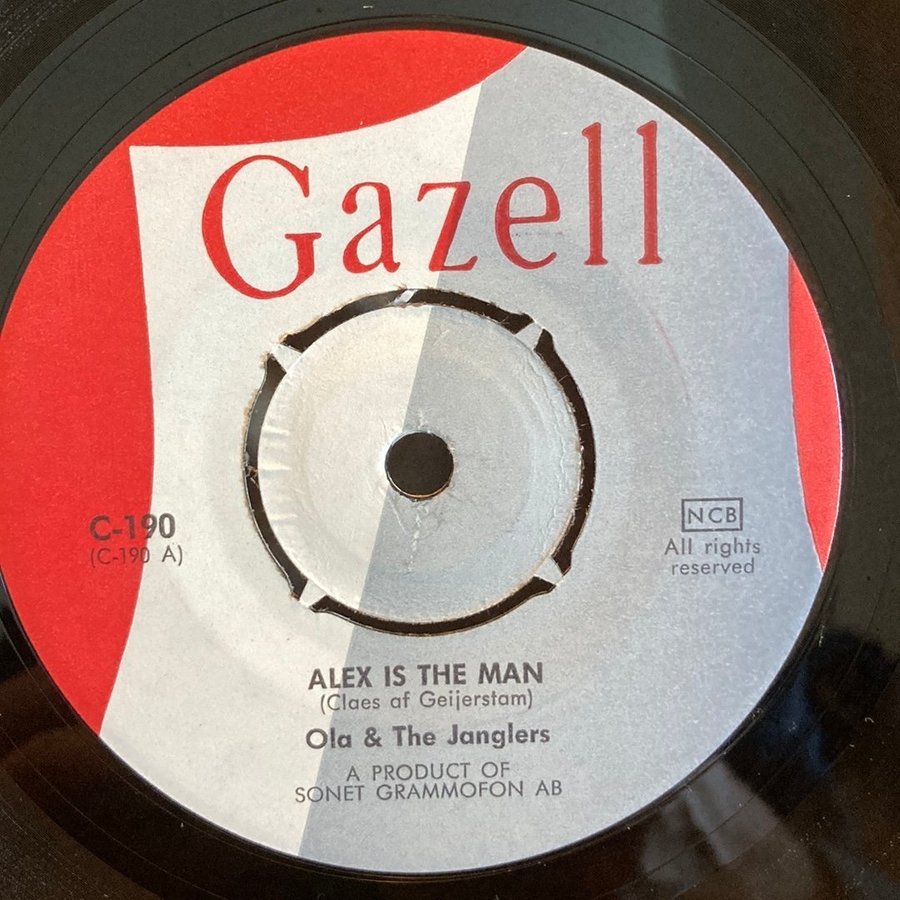 Gazell
C-190
(C-190 A)
NCB
All rights
reserved
ALEX IS THE MAN
(Claes af Geijerstam)
Ola & The Janglers
A PRODUCT OF
SONET GRAMMOFON AB